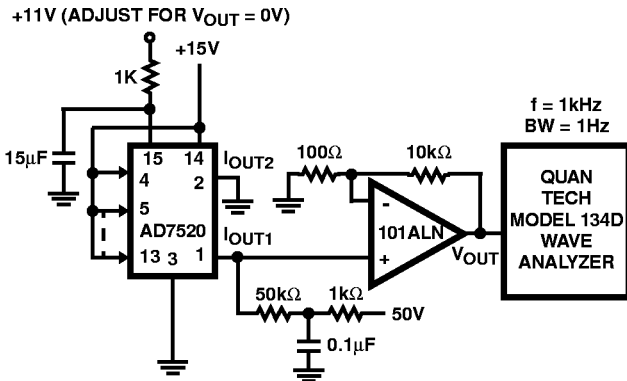 +11V (ADJUST FOR VOUT = 0V)
+15V
1K
f = 1kHz
BW = 1Hz
15μF
15
14
IOUT2
4
2
5
AD7520
IOUT1
13
3
1
100Ω
10kΩ
-
101ALN
+
VOUT
QUAN
TECH
MODEL 134D
WAVE
ANALYZER
50kΩ
1kΩ
50V
0.1μF